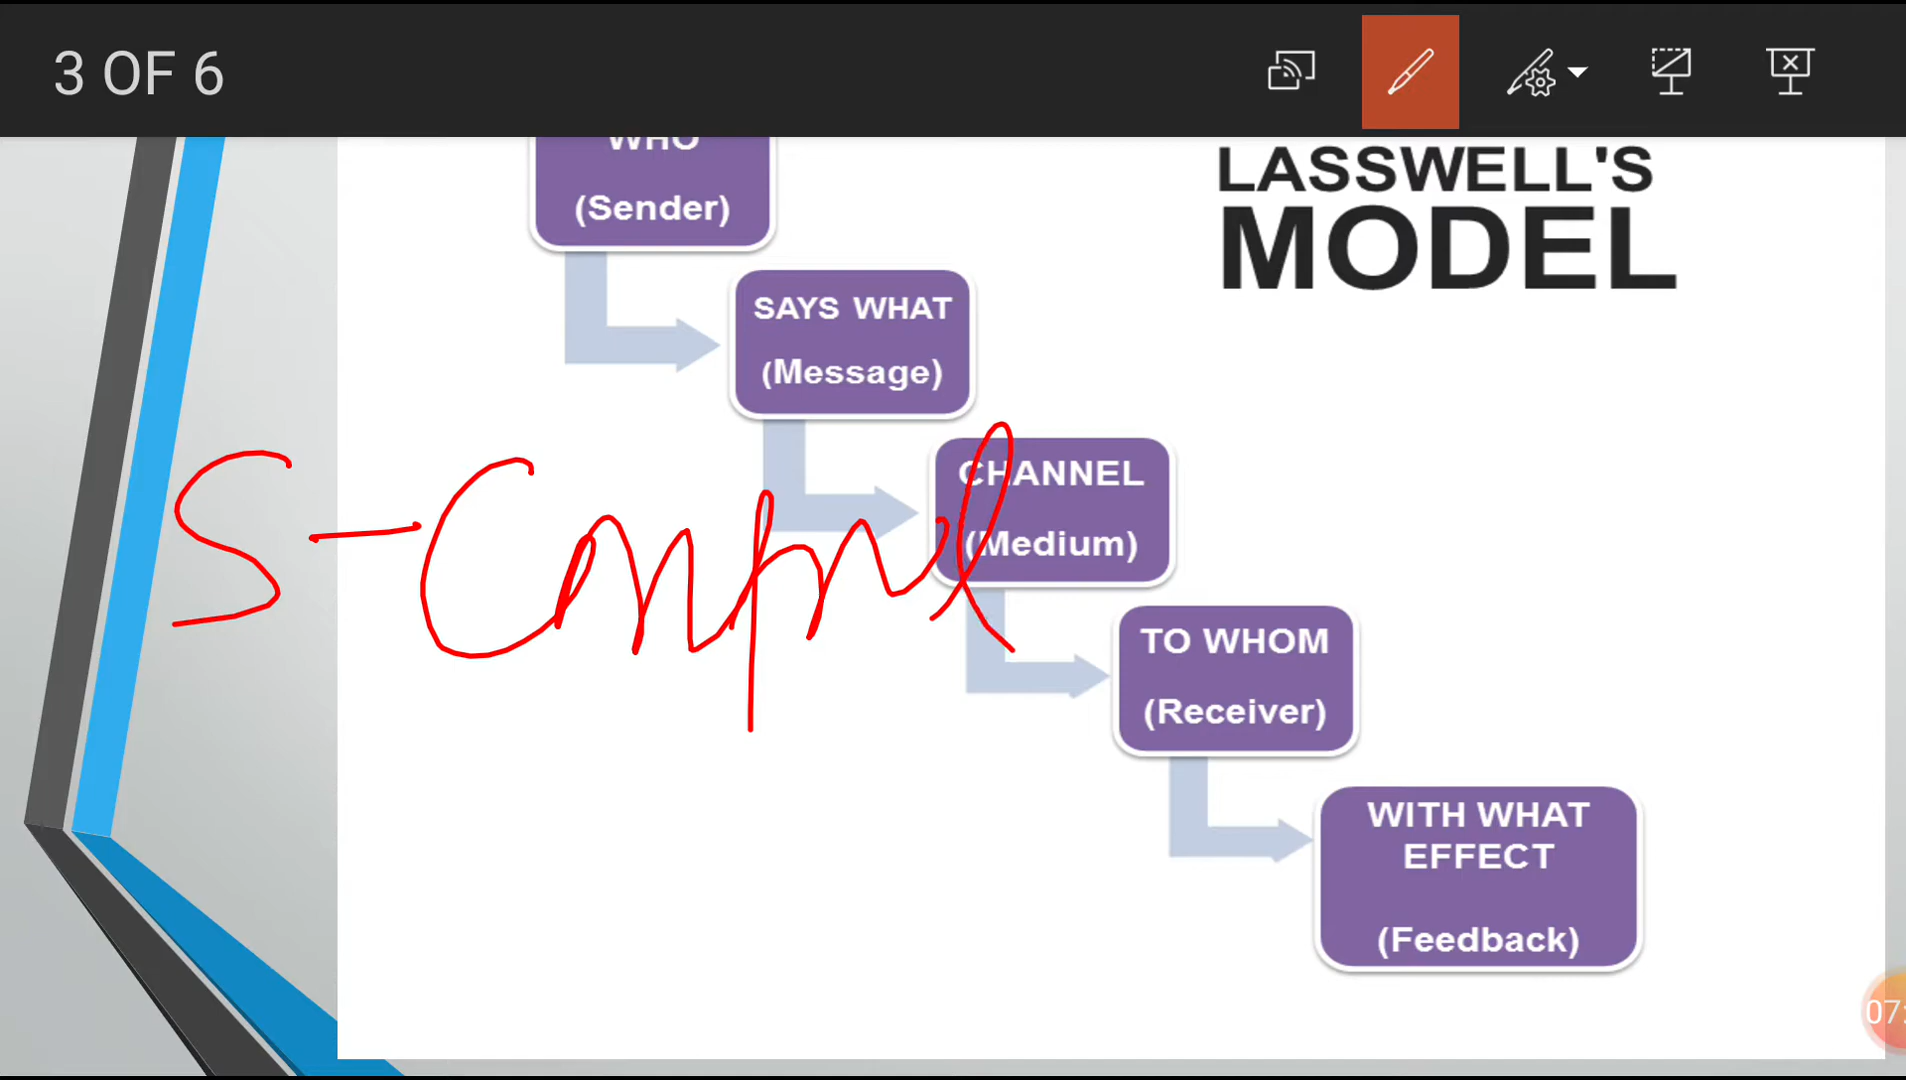 3 OF 6
LASSWELL'S
MODEL
WHO
(Sender)
SAYS WHAT
(Message)
CHANNEL
(Medium)
TO WHOM
(Receiver)
WITH WHAT
EFFECT
(Feedback)
S -
07: